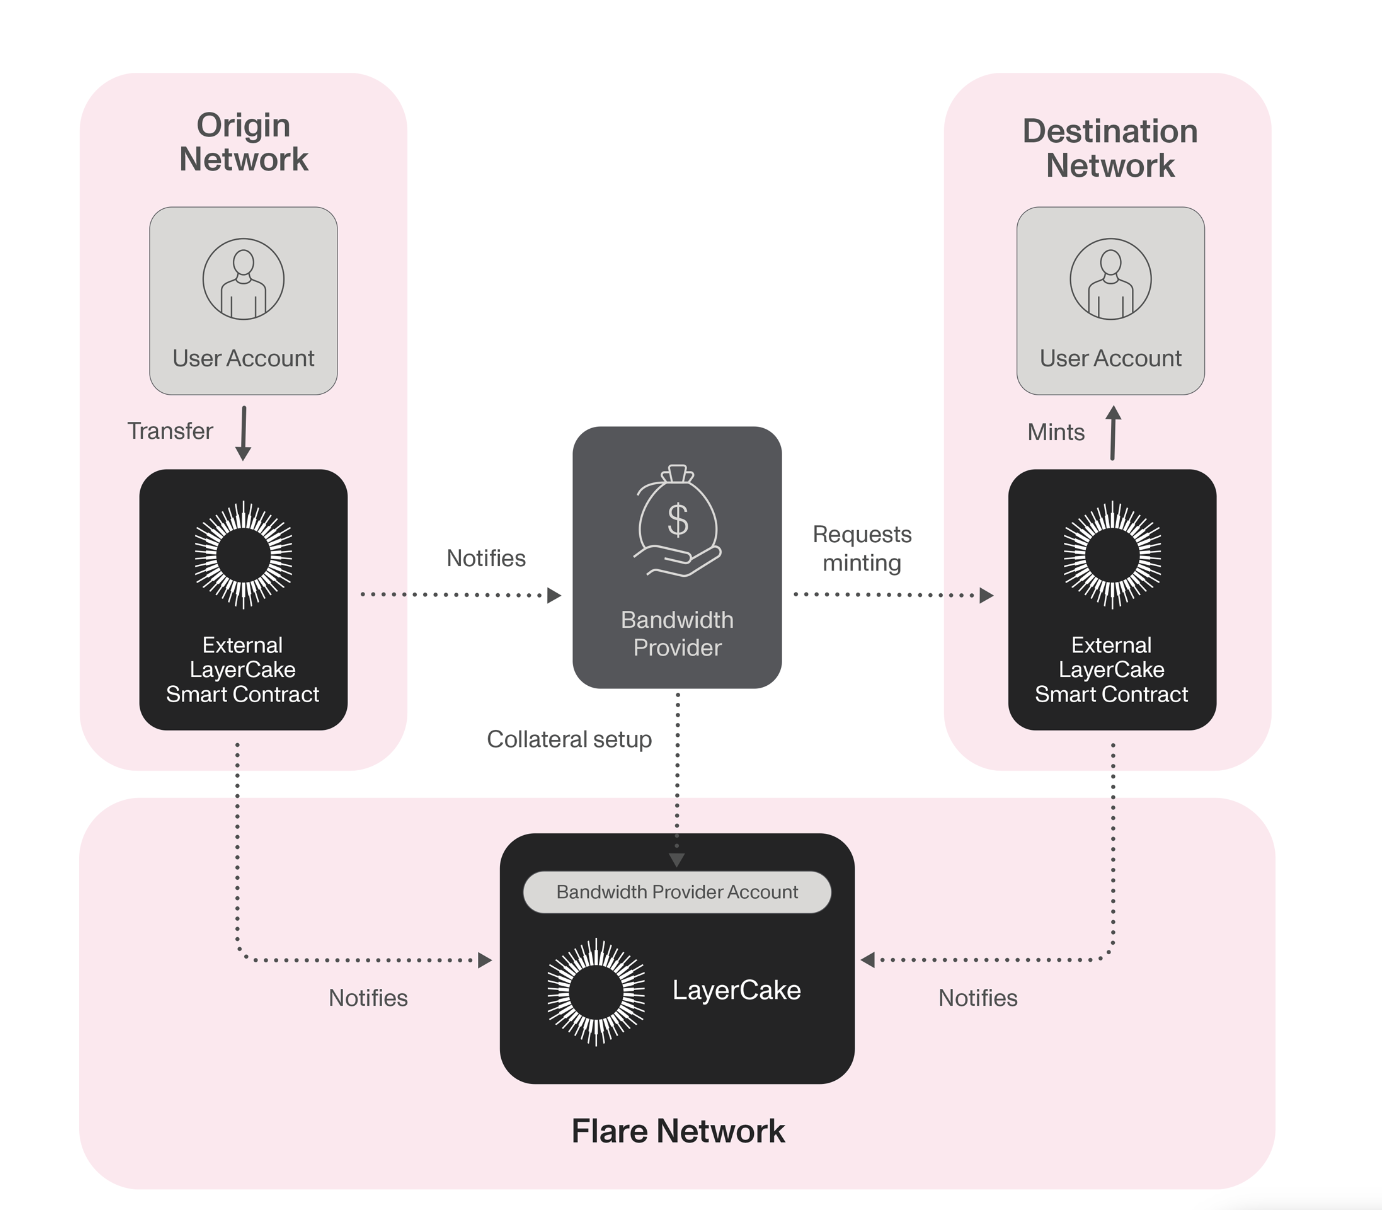 Origin
Network
User Account
Transfer
External
LayerCake
Smart Contract
Notifies
$
Bandwidth
Provider
Requests
minting
Destination
Network
User Account
Mints
External
LayerCake
Smart Contract
Collateral setup
Bandwidth Provider Account
LayerCake
Notifies
Notifies
Flare Network